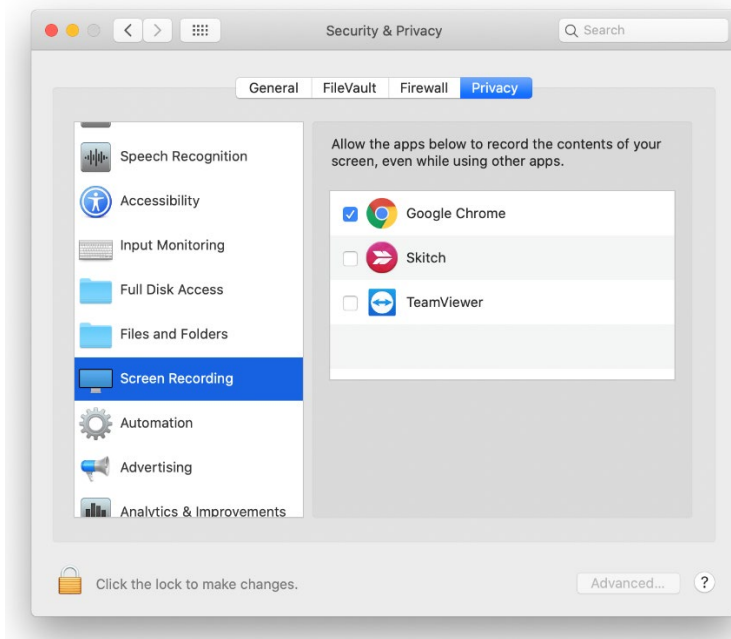 Security & Privacy
Search
General
FileVault
Firewall
Privacy
Speech Recognition
Accessibility
Input Monitoring
Full Disk Access
Files and Folders
Screen Recording
Automation
Advertising
Analytics & Improvements
Allow the apps below to record the contents of your
screen, even while using other apps.
Google Chrome
Skitch
TeamViewer
Click the lock to make changes.
Advanced...
?